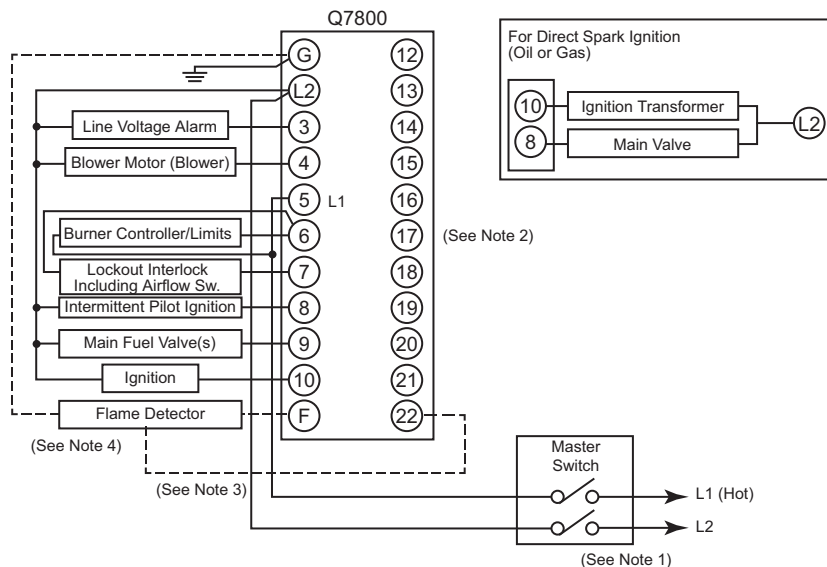 Q7800
G
L2
3
4
5
L1
6
7
8
9
10
F
12
13
14
15
16
17
18
19
20
21
22
Line Voltage Alarm
Blower Motor (Blower)
Burner Controller/Limits
Lockout Interlock
Including Airflow Sw.
Intermittent Pilot Ignition
Main Fuel Valve(s)
Ignition
Flame Detector
(See Note 4)
(See Note 3)
(See Note 2)
For Direct Spark Ignition
(Oil or Gas)
10
Ignition Transformer
8
Main Valve
L2
Master
Switch
L1 (Hot)
L2
(See Note 1)